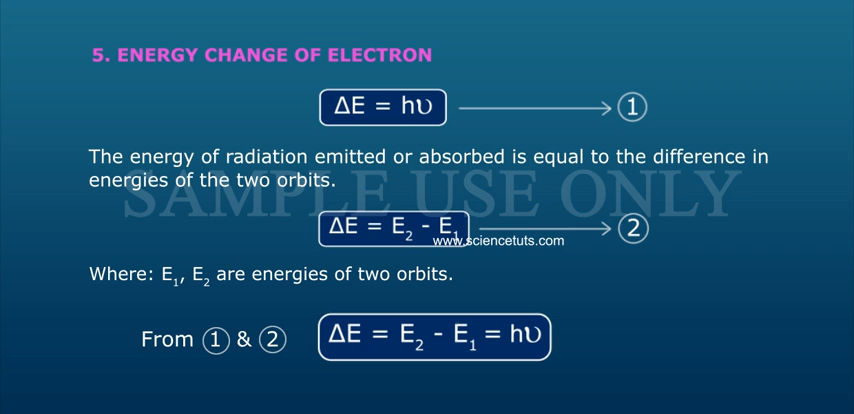 5. ENERGY CHANGE OF ELECTRON
ΔE = hʋ ①
The energy of radiation emitted or absorbed is equal to the difference in
energies of the two orbits.
SAMPLE USE ONLY
ΔE = E₂ - E₁ ②
www.sciencetuts.com
Where: E₁, E₂ are energies of two orbits.
From ① & ② ΔE = E₂ - E₁ = hʋ